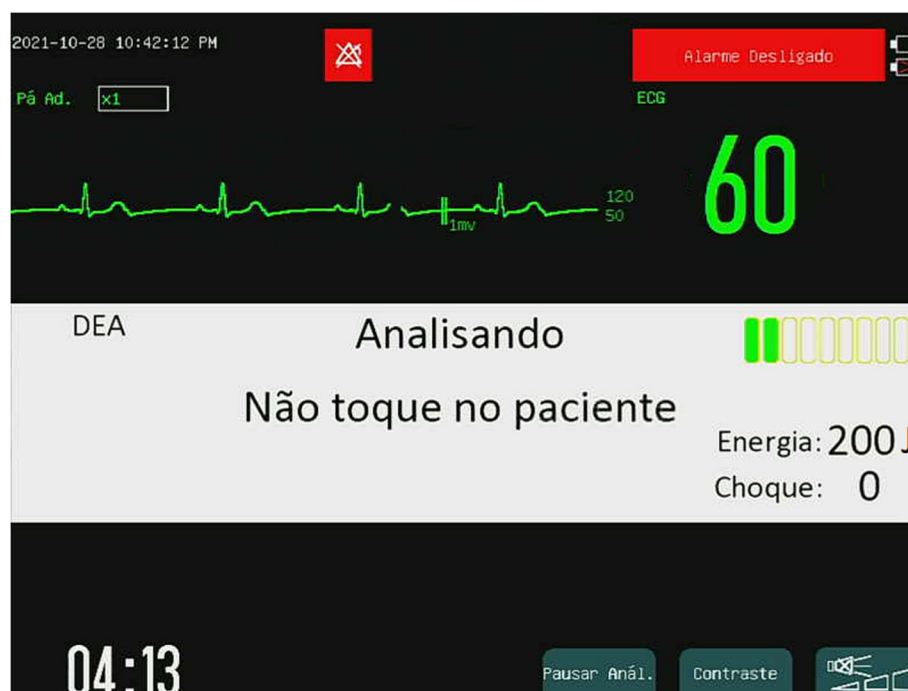 2021-10-28 10:42:12 PM
Alarme Desligado
Pá Ad. x1
ECG
60
120
50
1mv
DEA
Analisando
Não toque no paciente
Energia: 200 J
Choque: 0
04:13
Pausar Anál.
Contraste